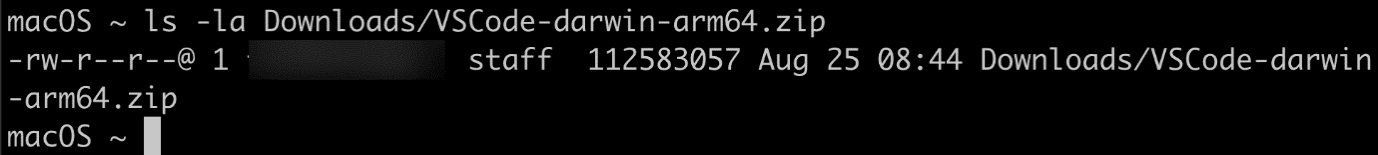 macOS ~ ls -la Downloads/VSCode-darwin-arm64.zip
-rw-r--r--@ 1 staff 112583057 Aug 25 08:44 Downloads/VSCode-darwin
-arm64.zip
macOS ~